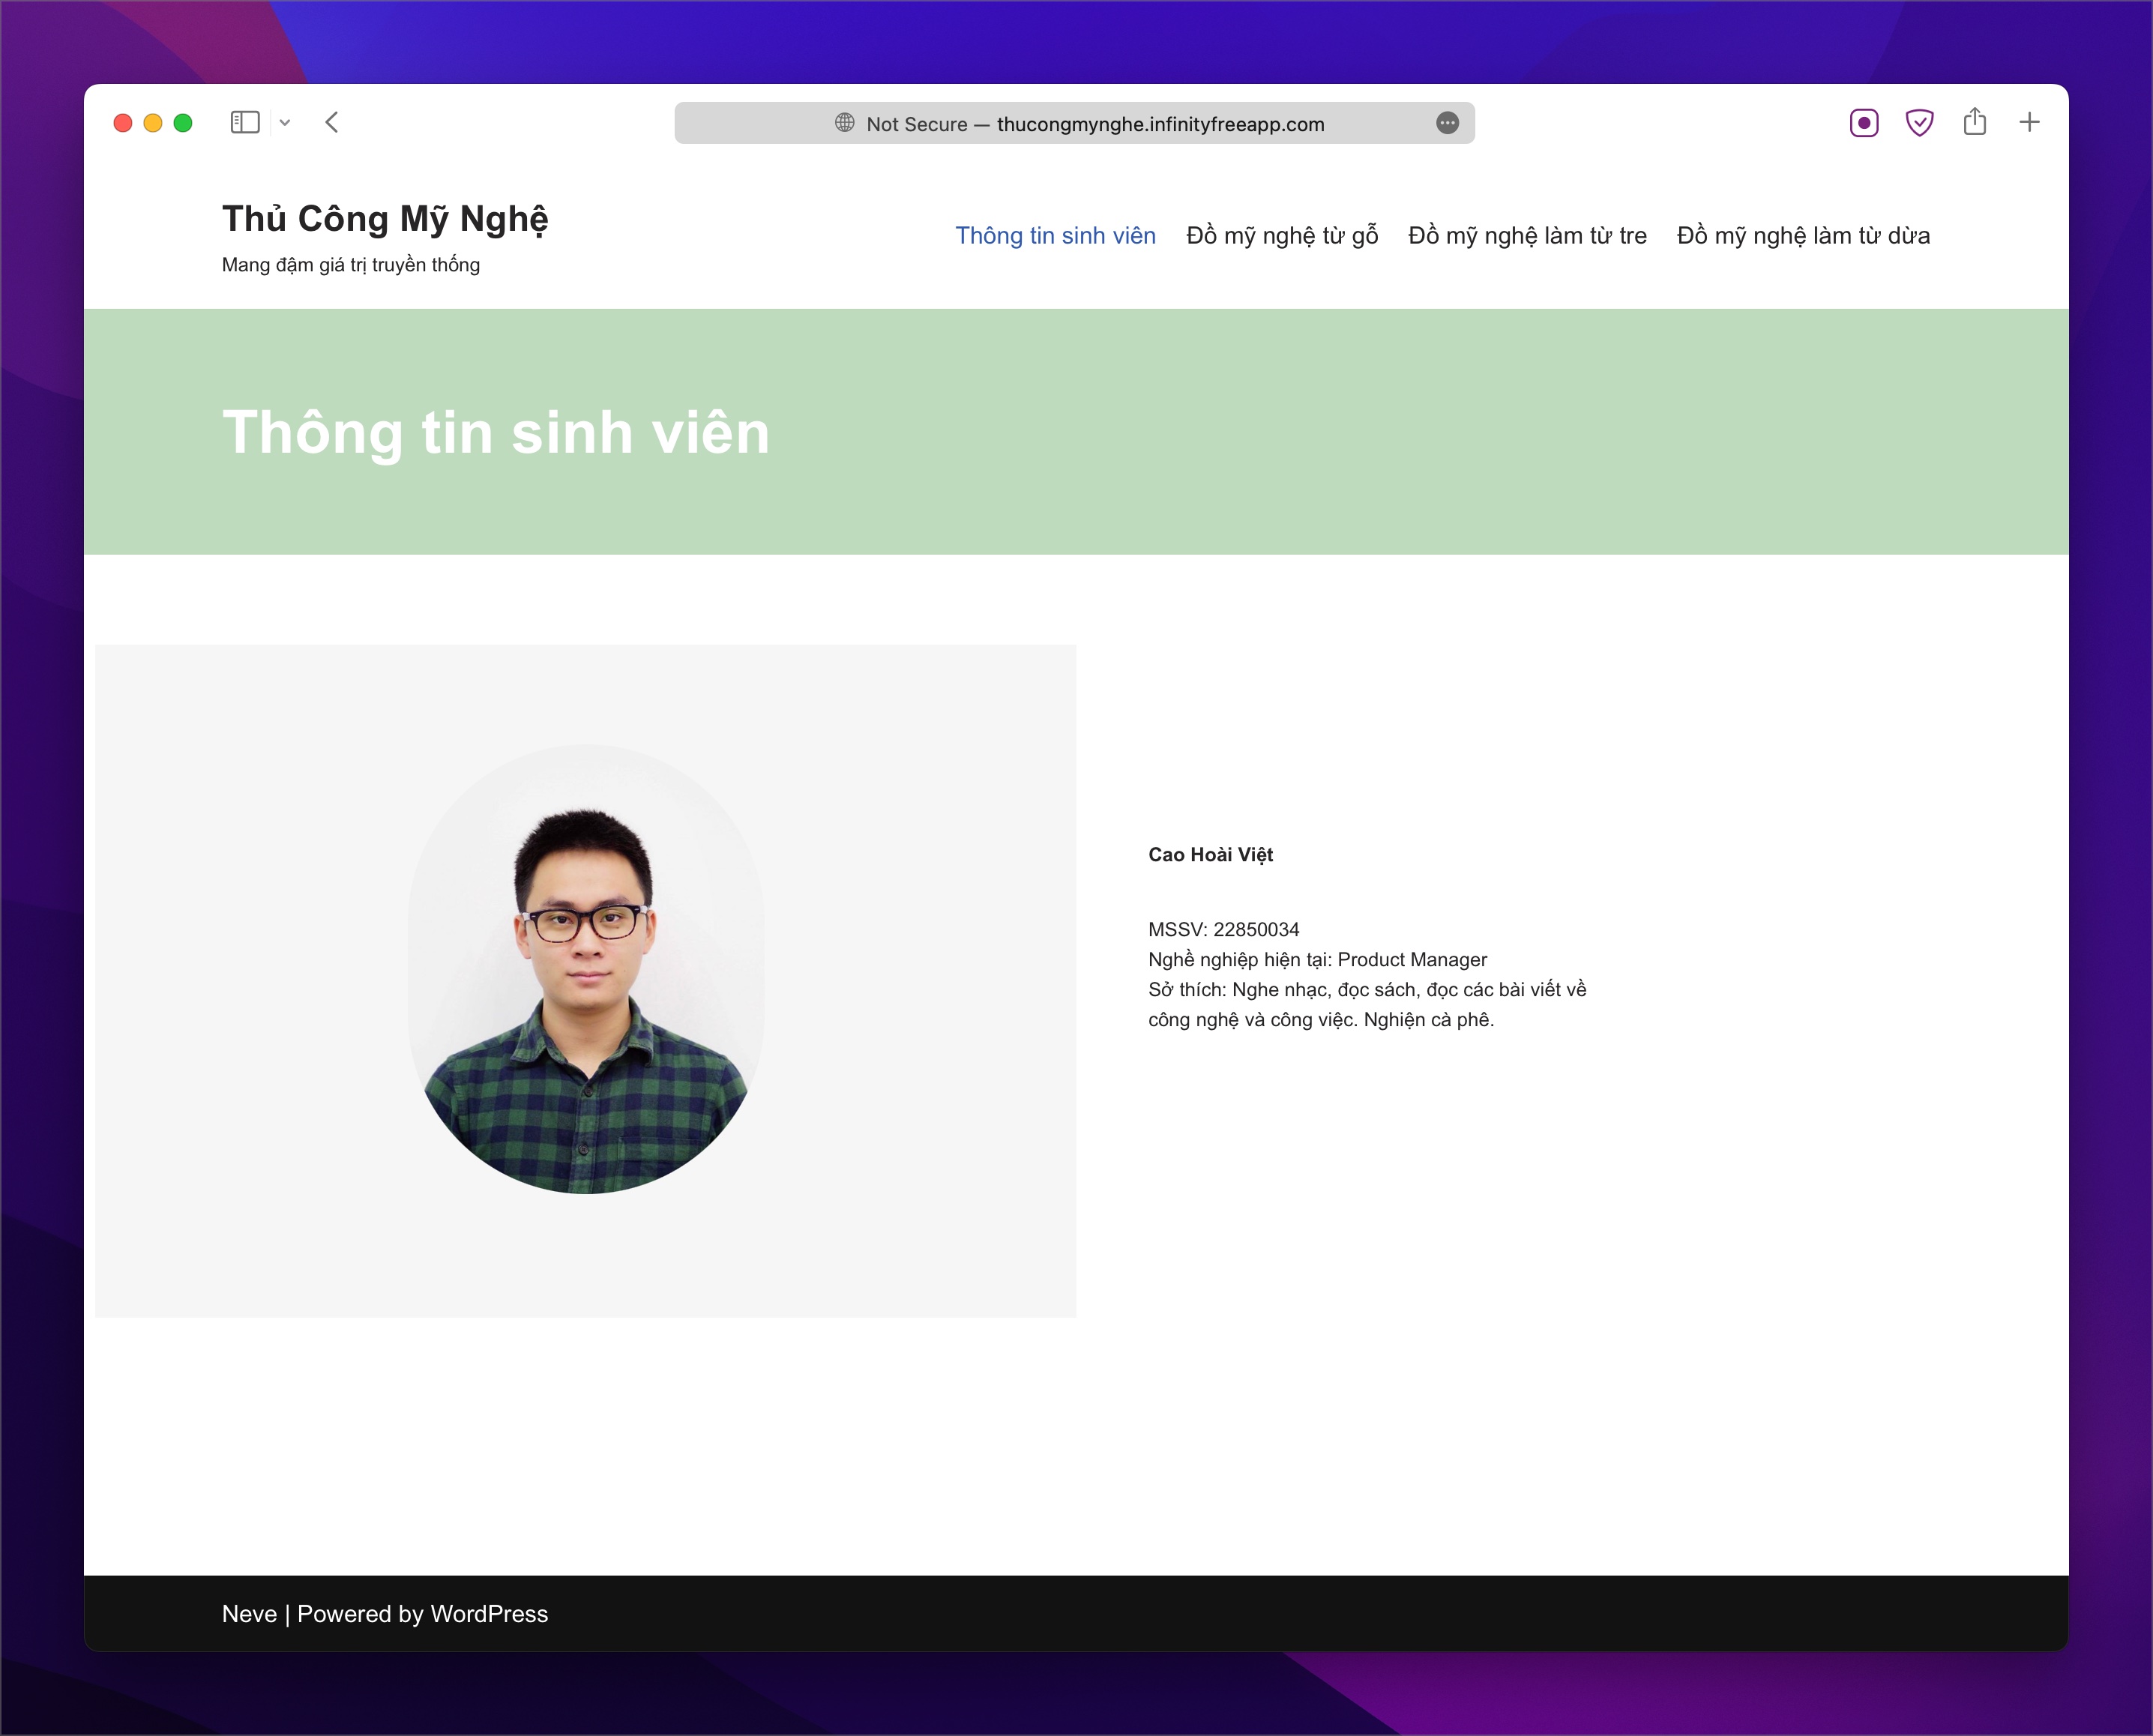 Not Secure — thucongmynghe.infinityfreeapp.com
Thủ Công Mỹ Nghệ
Mang đậm giá trị truyền thống
Thông tin sinh viên
Đồ mỹ nghệ từ gỗ
Đồ mỹ nghệ làm từ tre
Đồ mỹ nghệ làm từ dừa
Thông tin sinh viên
Cao Hoài Việt
MSSV: 22850034
Nghề nghiệp hiện tại: Product Manager
Sở thích: Nghe nhạc, đọc sách, đọc các bài viết về
công nghệ và công việc. Nghiện cà phê.
Neve | Powered by WordPress